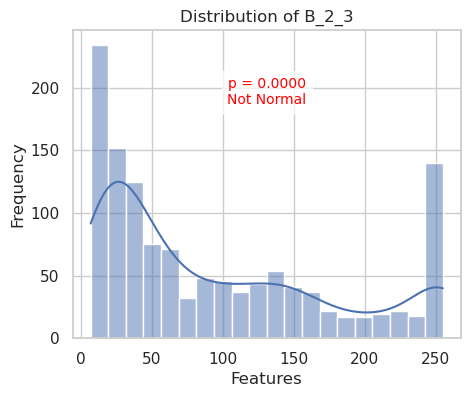 Distribution of B_2_3
p = 0.0000
Not Normal
Frequency
200
150
100
50
0
0 50 100 150 200 250
Features